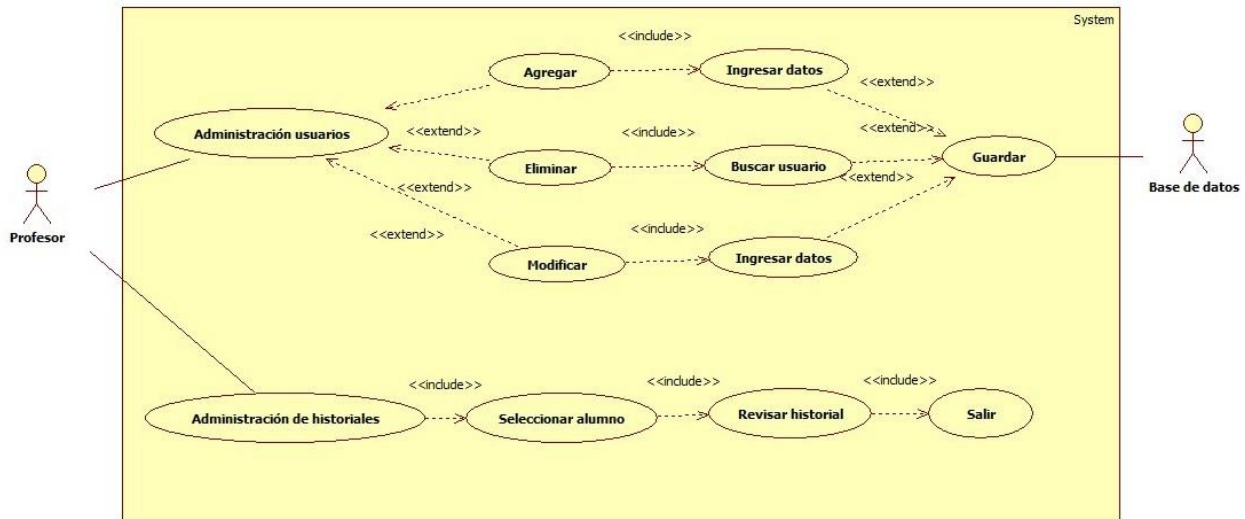 System
<<include>>
Agregar
Ingresar datos
<<extend>>
Administración usuarios
<<extend>>
<<include>>
<<extend>>
Eliminar
Buscar usuario
Guardar
<<extend>>
<<extend>>
Base de datos
Profesor
<<extend>>
<<include>>
Modificar
Ingresar datos
<<include>>
<<include>>
<<include>>
Administración de historiales
Seleccionar alumno
Revisar historial
Salir